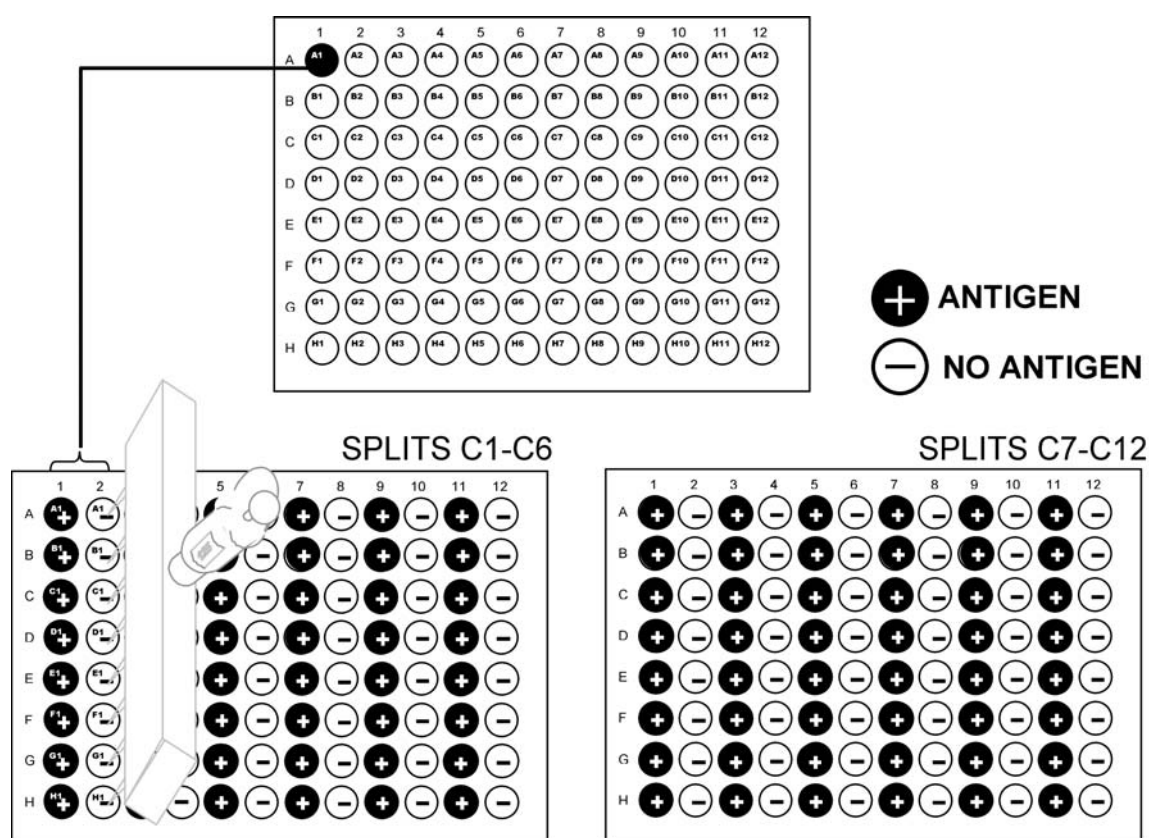 1 2 3 4 5 6 7 8 9 10 11 12
A A1 A2 A3 A4 A5 A6 A7 A8 A9 A10 A11 A12
B B1 B2 B3 B4 B5 B6 B7 B8 B9 B10 B11 B12
C C1 C2 C3 C4 C5 C6 C7 C8 C9 C10 C11 C12
D D1 D2 D3 D4 D5 D6 D7 D8 D9 D10 D11 D12
E E1 E2 E3 E4 E5 E6 E7 E8 E9 E10 E11 E12
F F1 F2 F3 F4 F5 F6 F7 F8 F9 F10 F11 F12
G G1 G2 G3 G4 G5 G6 G7 G8 G9 G10 G11 G12
H H1 H2 H3 H4 H5 H6 H7 H8 H9 H10 H11 H12
+ ANTIGEN
− NO ANTIGEN
SPLITS C1-C6
1 2 5 7 8 9 10 11 12
A A1 + A1 − + − + − + −
B B1 + B1 − − + − + − + −
C C1 + C1 − + − + − + − + −
D D1 + D1 − + − + − + − + −
E E1 + E1 − + − + − + − + −
F F1 + F1 − + − + − + − + −
G G1 + G1 − + − + − + − + −
H H1 + H1 − − + − + − + − + −
SPLITS C7-C12
1 2 3 4 5 6 7 8 9 10 11 12
A + − + − + − + − + − + −
B + − + − + − + − + − + −
C + − + − + − + − + − + −
D + − + − + − + − + − + −
E + − + − + − + − + − + −
F + − + − + − + − + − + −
G + − + − + − + − + − + −
H + − + − + − + − + − + −